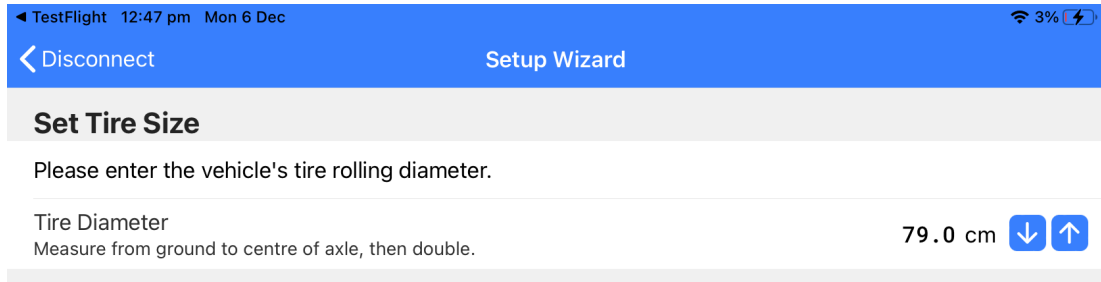 ◀ TestFlight 12:47 pm Mon 6 Dec 3%
Disconnect Setup Wizard
Set Tire Size
Please enter the vehicle's tire rolling diameter.
Tire Diameter
Measure from ground to centre of axle, then double.
79.0 cm